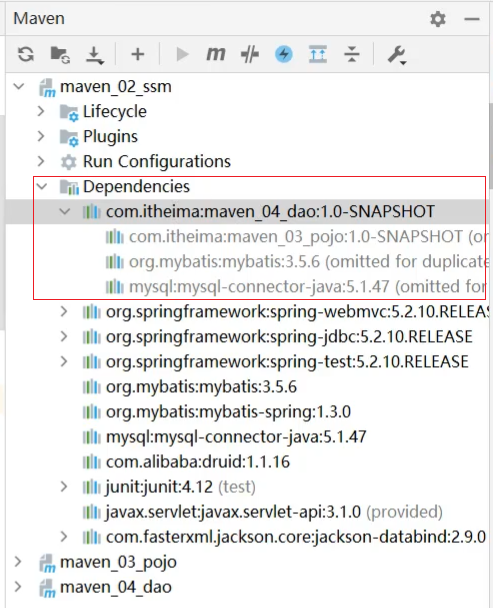 Maven
maven_02_ssm
Lifecycle
Plugins
Run Configurations
Dependencies
com.itheima:maven_04_dao:1.0-SNAPSHOT
com.itheima:maven_03_pojo:1.0-SNAPSHOT (or
org.mybatis:mybatis:3.5.6 (omitted for duplicate
mysql:mysql-connector-java:5.1.47 (omitted for
org.springframework:spring-webmvc:5.2.10.RELEAS
org.springframework:spring-jdbc:5.2.10.RELEASE
org.springframework:spring-test:5.2.10.RELEASE
org.mybatis:mybatis:3.5.6
org.mybatis:mybatis-spring:1.3.0
mysql:mysql-connector-java:5.1.47
com.alibaba:druid:1.1.16
junit:junit:4.12 (test)
javax.servlet:javax.servlet-api:3.1.0 (provided)
com.fasterxml.jackson.core:jackson-databind:2.9.0
maven_03_pojo
maven_04_dao